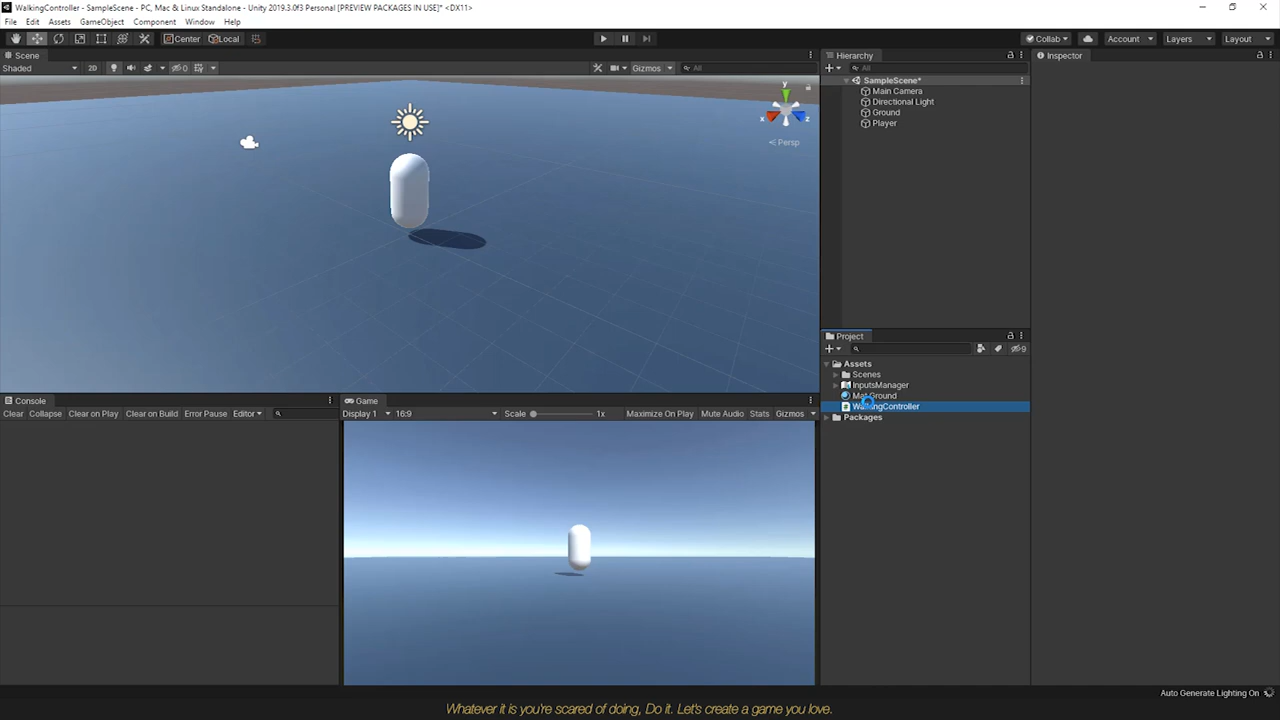 WalkingController - SampleScene - PC, Mac & Linux Standalone - Unity 2019.3.0f3 Personal [PREVIEW PACKAGES IN USE]* <DX11>
File Edit Assets GameObject Component Window Help
Center Local Collab Account Layers Layout
Scene
Shaded 2D 0 Gizmos All
y
x z
Persp
Hierarchy
All
SampleScene*
Main Camera
Directional Light
Ground
Player
Inspector
Project
9
Assets
Scenes
InputsManager
Mat Ground
WalkingController
Packages
Console
Clear Collapse Clear on Play Clear on Build Error Pause Editor
Game
Display 1 16:9 Scale 1x Maximize On Play Mute Audio Stats Gizmos
Auto Generate Lighting On
Whatever it is you're scared of doing, Do it. Let's create a game you love.